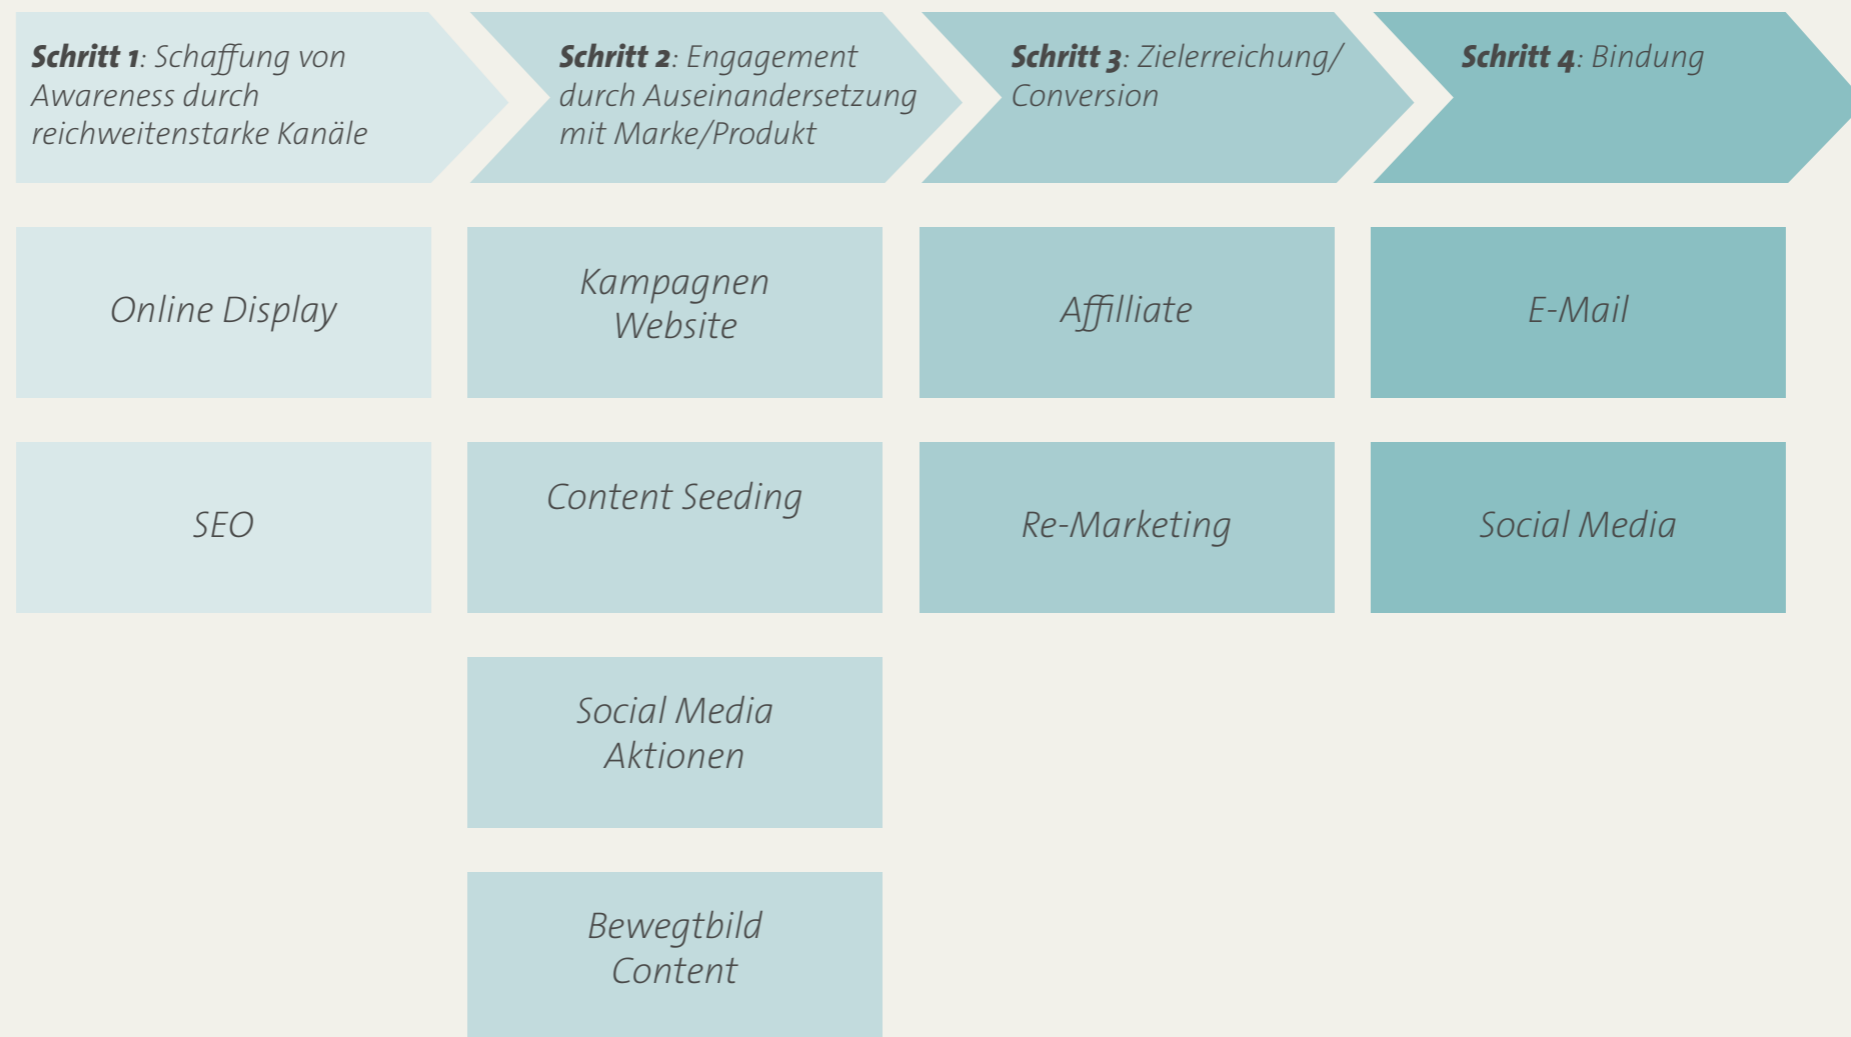 Schritt 1: Schaffung von
Awareness durch
reichweitenstarke Kanäle
Schritt 2: Engagement
durch Auseinandersetzung
mit Marke/Produkt
Schritt 3: Zielerreichung/
Conversion
Schritt 4: Bindung
Online Display
Kampagnen
Website
Affilliate
E-Mail
SEO
Content Seeding
Re-Marketing
Social Media
Social Media
Aktionen
Bewegtbild
Content